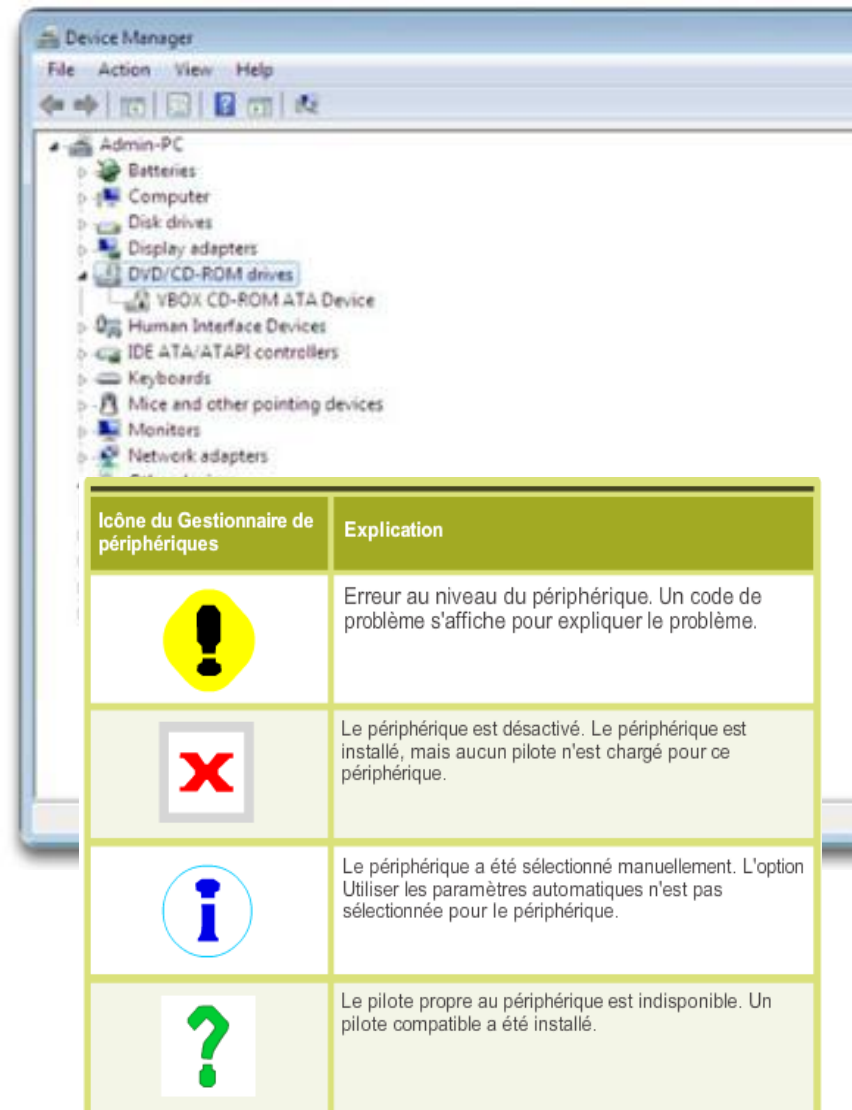 Device Manager
File Action View Help
Admin-PC
Batteries
Computer
Disk drives
Display adapters
DVD/CD-ROM drives
VBOX CD-ROM ATA Device
Human Interface Devices
IDE ATA/ATAPI controllers
Keyboards
Mice and other pointing devices
Monitors
Network adapters
Icône du Gestionnaire de
périphériques
Explication
Erreur au niveau du périphérique. Un code de
problème s'affiche pour expliquer le problème.
Le périphérique est désactivé. Le périphérique est
installé, mais aucun pilote n'est chargé pour ce
périphérique.
Le périphérique a été sélectionné manuellement. L'option
Utiliser les paramètres automatiques n'est pas
sélectionnée pour le périphérique.
Le pilote propre au périphérique est indisponible. Un
pilote compatible a été installé.